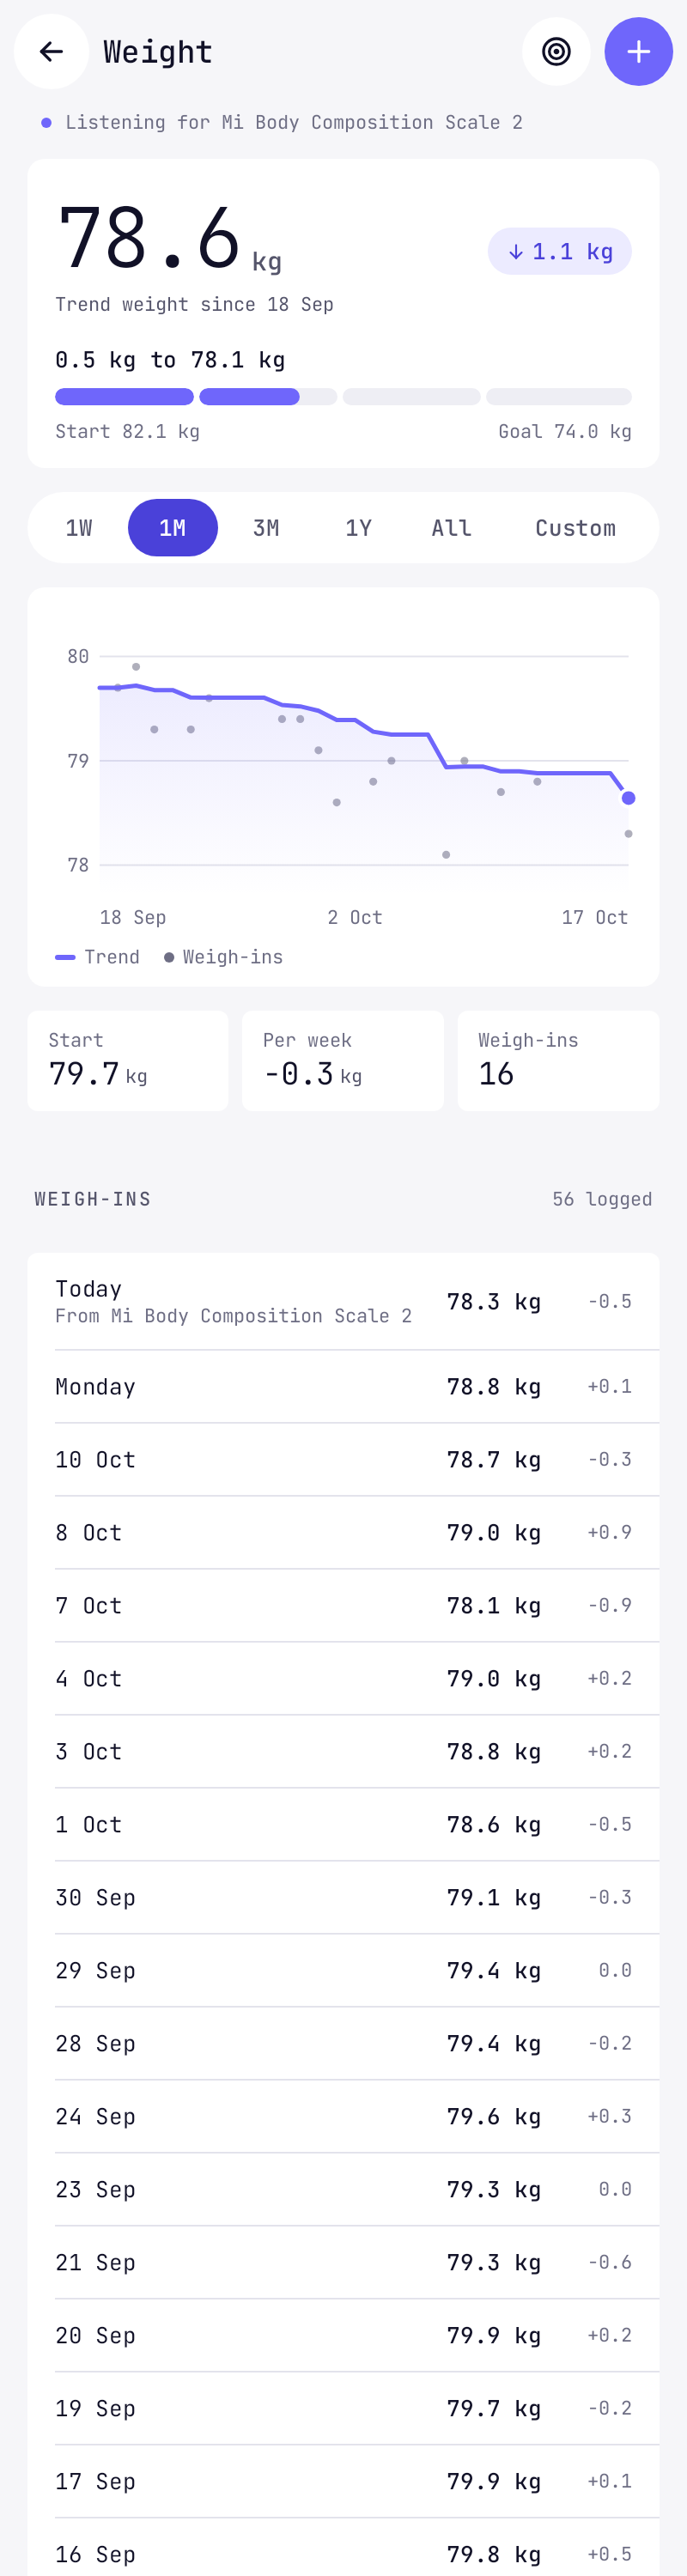 Weight
Listening for Mi Body Composition Scale 2
78.6 kg
↓ 1.1 kg
Trend weight since 18 Sep
0.5 kg to 78.1 kg
Start 82.1 kg Goal 74.0 kg
1W 1M 3M 1Y All Custom
80
79
78
18 Sep 2 Oct 17 Oct
Trend Weigh-ins
Start Per week Weigh-ins
79.7 kg -0.3 kg 16
WEIGH-INS 56 logged
Today
From Mi Body Composition Scale 2
78.3 kg -0.5
Monday 78.8 kg +0.1
10 Oct 78.7 kg -0.3
8 Oct 79.0 kg +0.9
7 Oct 78.1 kg -0.9
4 Oct 79.0 kg +0.2
3 Oct 78.8 kg +0.2
1 Oct 78.6 kg -0.5
30 Sep 79.1 kg -0.3
29 Sep 79.4 kg 0.0
28 Sep 79.4 kg -0.2
24 Sep 79.6 kg +0.3
23 Sep 79.3 kg 0.0
21 Sep 79.3 kg -0.6
20 Sep 79.9 kg +0.2
19 Sep 79.7 kg -0.2
17 Sep 79.9 kg +0.1
16 Sep 79.8 kg +0.5